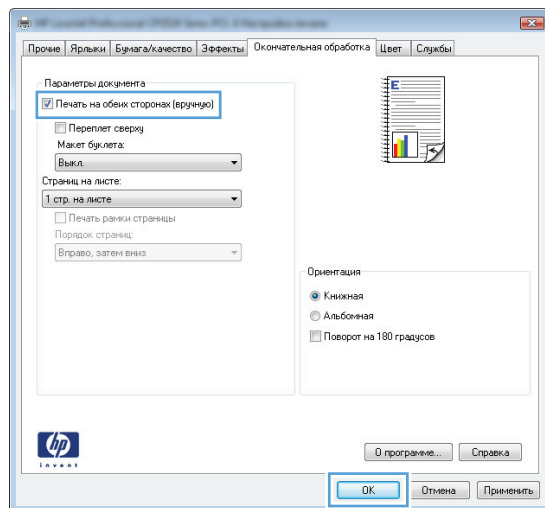 Прочие Ярлыки Бумага/качество Эффекты Окончательная обработка Цвет Службы
Параметры документа
Печать на обеих сторонах (вручную)
Переплет сверху
Макет буклета:
Выкл.
Страниц на листе:
1 стр. на листе
Печать рамки страницы
Порядок страниц:
Вправо, затем вниз
E
Ориентация
Книжная
Альбомная
Поворот на 180 градусов
hp
invent
О программе... Справка
OK Отмена Применить